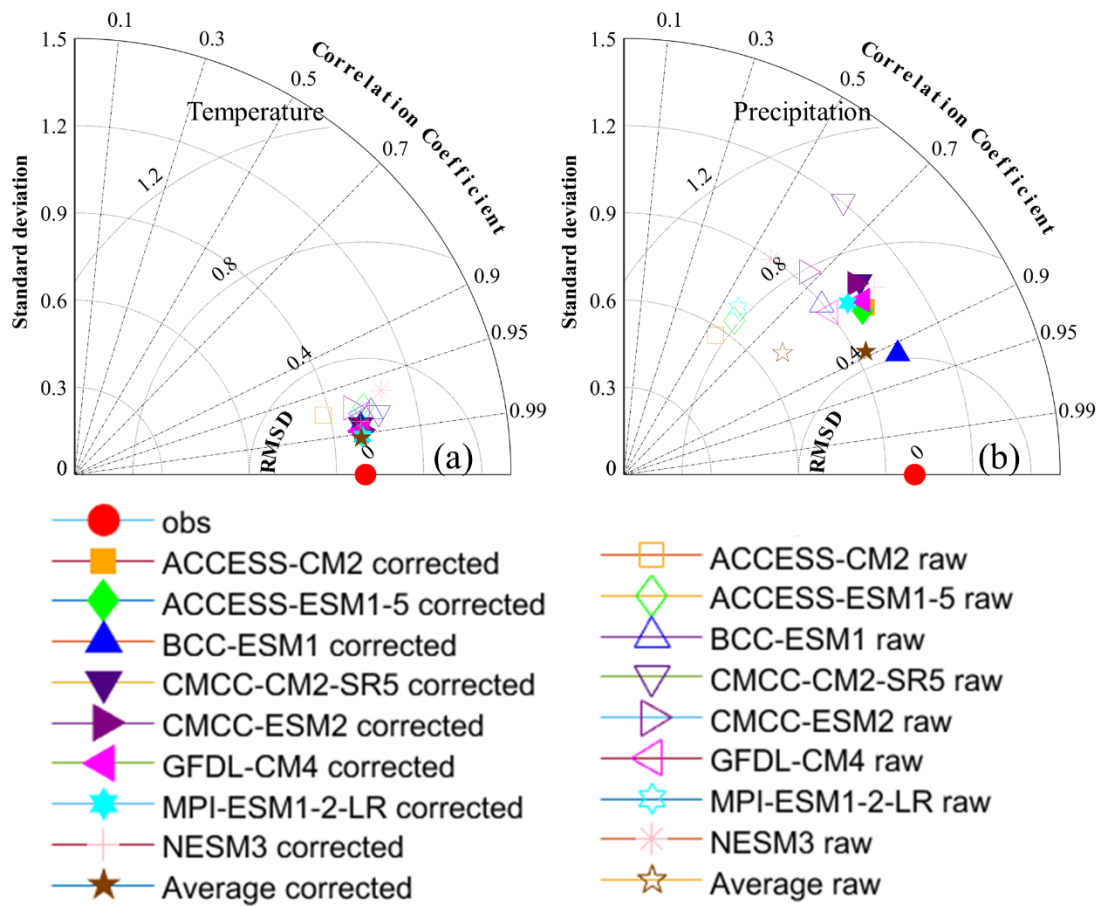 0.1
0.3
0.5
0.7
0.9
0.95
0.99
Correlation Coefficient
Temperature
Standard deviation
1.5
1.2
0.9
0.6
0.3
0
1.2
0.8
0.4
0
RMSD
(a)
0.1
0.3
0.5
0.7
0.9
0.95
0.99
Correlation Coefficient
Precipitation
Standard deviation
1.5
1.2
0.9
0.6
0.3
0
1.2
0.8
0.4
0
RMSD
(b)
obs
ACCESS-CM2 corrected
ACCESS-ESM1-5 corrected
BCC-ESM1 corrected
CMCC-CM2-SR5 corrected
CMCC-ESM2 corrected
GFDL-CM4 corrected
MPI-ESM1-2-LR corrected
NESM3 corrected
Average corrected
ACCESS-CM2 raw
ACCESS-ESM1-5 raw
BCC-ESM1 raw
CMCC-CM2-SR5 raw
CMCC-ESM2 raw
GFDL-CM4 raw
MPI-ESM1-2-LR raw
NESM3 raw
Average raw